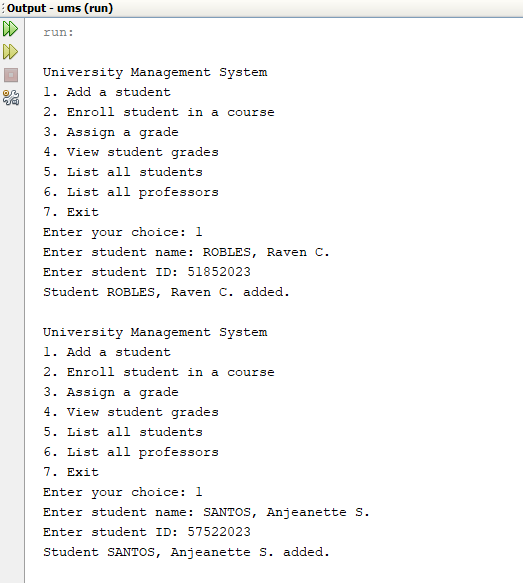 Output - ums (run)
run:
University Management System
1. Add a student
2. Enroll student in a course
3. Assign a grade
4. View student grades
5. List all students
6. List all professors
7. Exit
Enter your choice: 1
Enter student name: ROBLES, Raven C.
Enter student ID: 51852023
Student ROBLES, Raven C. added.
University Management System
1. Add a student
2. Enroll student in a course
3. Assign a grade
4. View student grades
5. List all students
6. List all professors
7. Exit
Enter your choice: 1
Enter student name: SANTOS, Anjeanette S.
Enter student ID: 57522023
Student SANTOS, Anjeanette S. added.